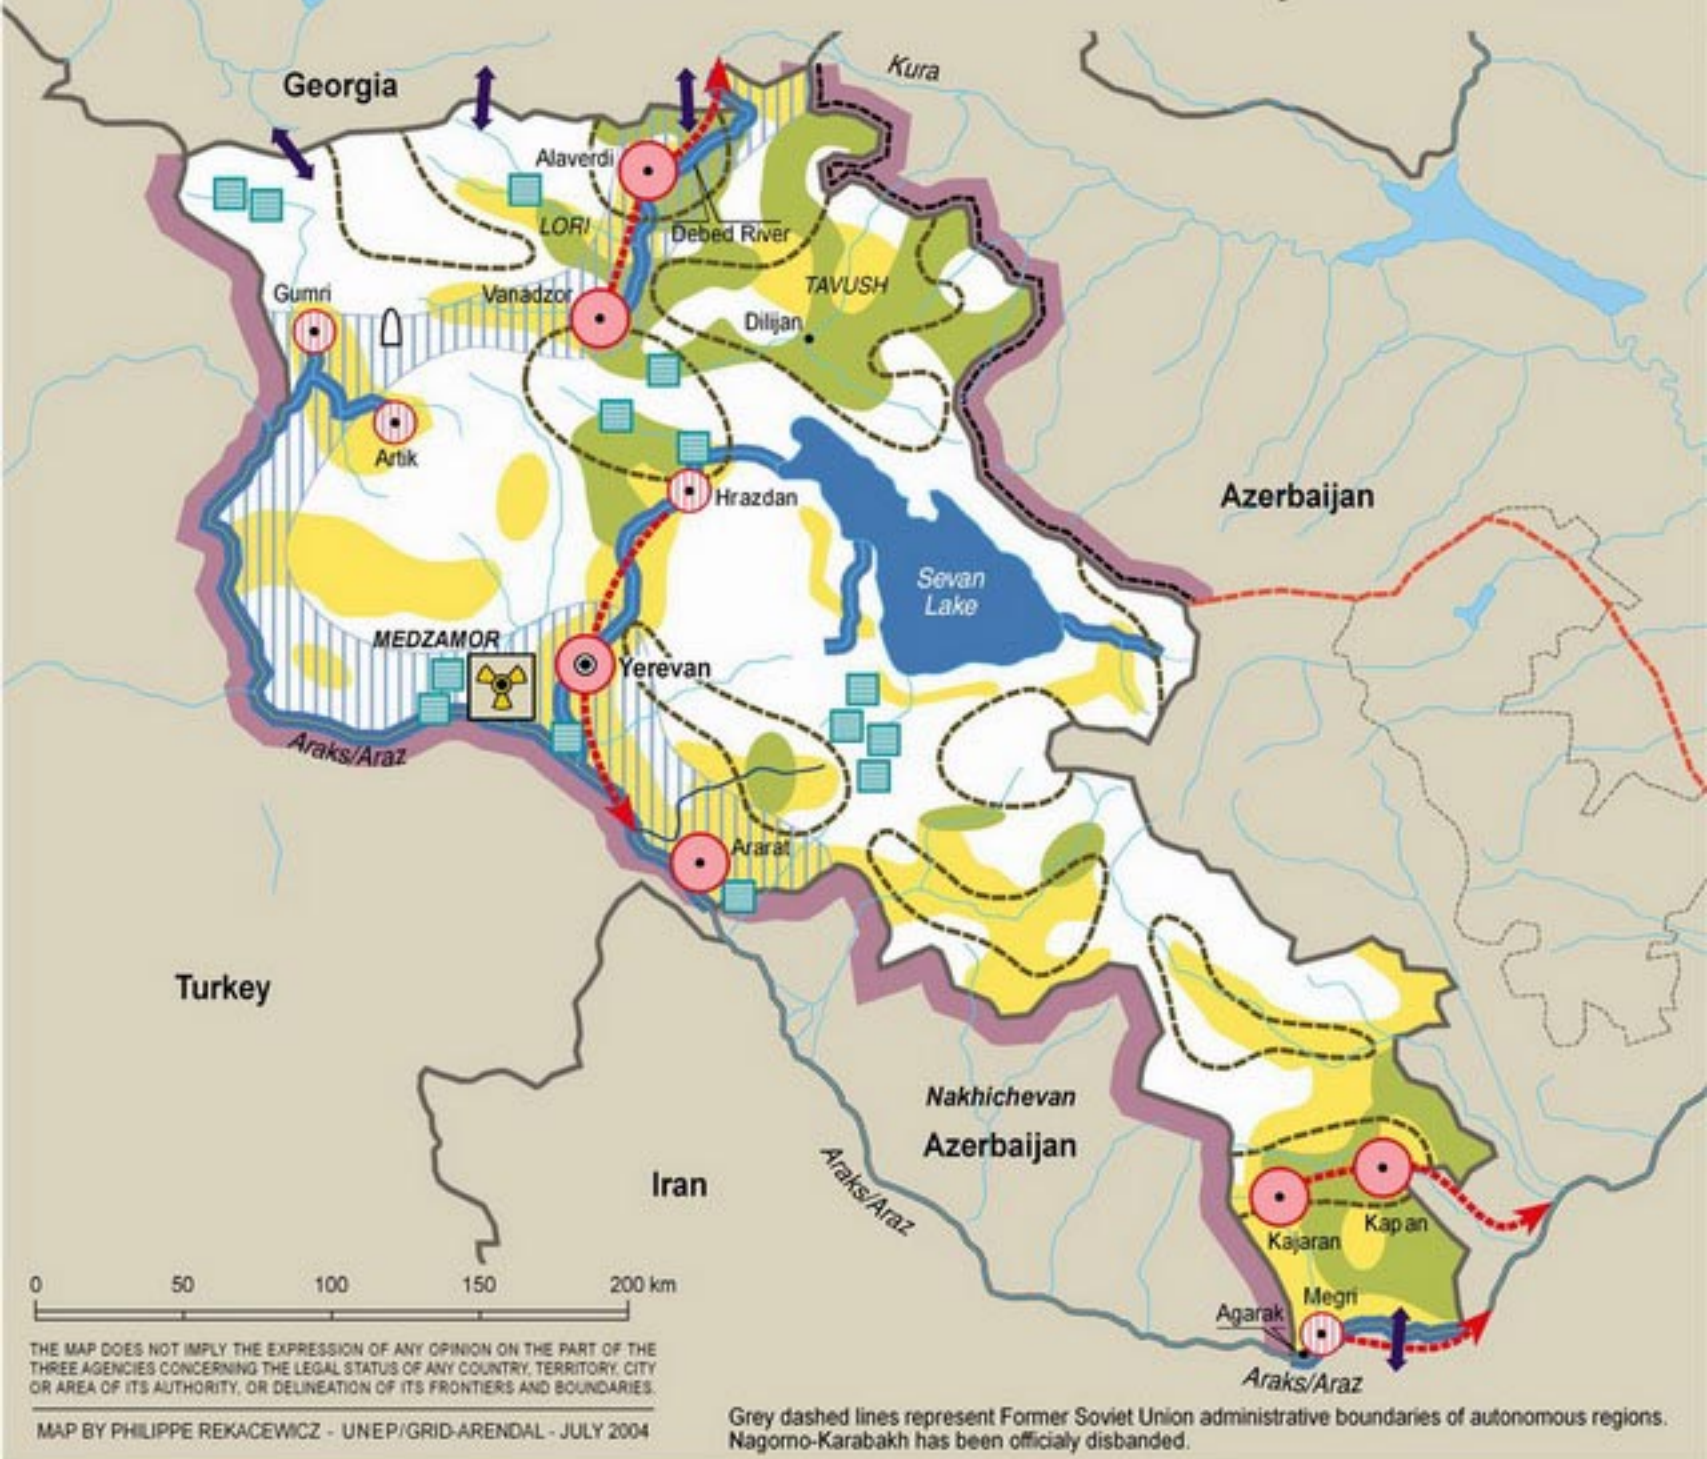 Georgia
Kura
Alaverdi
LORI
Debed River
TAVUSH
Gumri
Vanadzor
Dilijan
Artik
Hrazdan
Azerbaijan
Sevan
Lake
MEDZAMOR
Yerevan
Araks/Araz
Ararat
Turkey
Nakhichevan
Azerbaijan
Araks/Araz
Iran
Kapan
Kajaran
Megri
Agarak
Araks/Araz
0 50 100 150 200 km
THE MAP DOES NOT IMPLY THE EXPRESSION OF ANY OPINION ON THE PART OF THE
THREE AGENCIES CONCERNING THE LEGAL STATUS OF ANY COUNTRY, TERRITORY, CITY
OR AREA OF ITS AUTHORITY, OR DELINEATION OF ITS FRONTIERS AND BOUNDARIES.
MAP BY PHILIPPE REKACEWICZ - UNEP/GRID-ARENDAL - JULY 2004
Grey dashed lines represent Former Soviet Union administrative boundaries of autonomous regions.
Nagorno-Karabakh has been officialy disbanded.